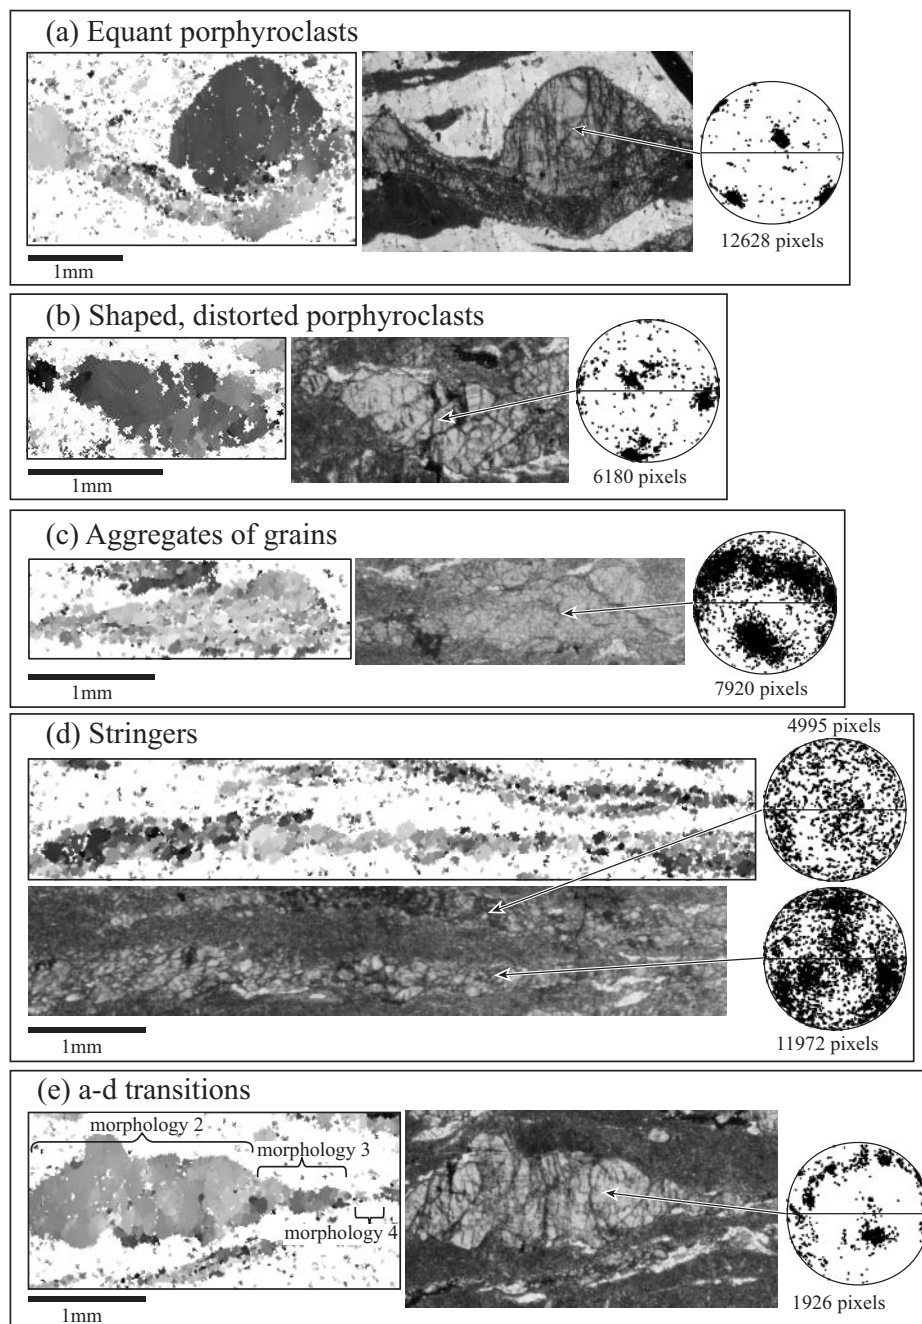 (a) Equant porphyroclasts
1mm
12628 pixels
(b) Shaped, distorted porphyroclasts
1mm
6180 pixels
(c) Aggregates of grains
1mm
7920 pixels
(d) Stringers
4995 pixels
1mm
11972 pixels
(e) a-d transitions
morphology 2
morphology 3
morphology 4
1mm
1926 pixels